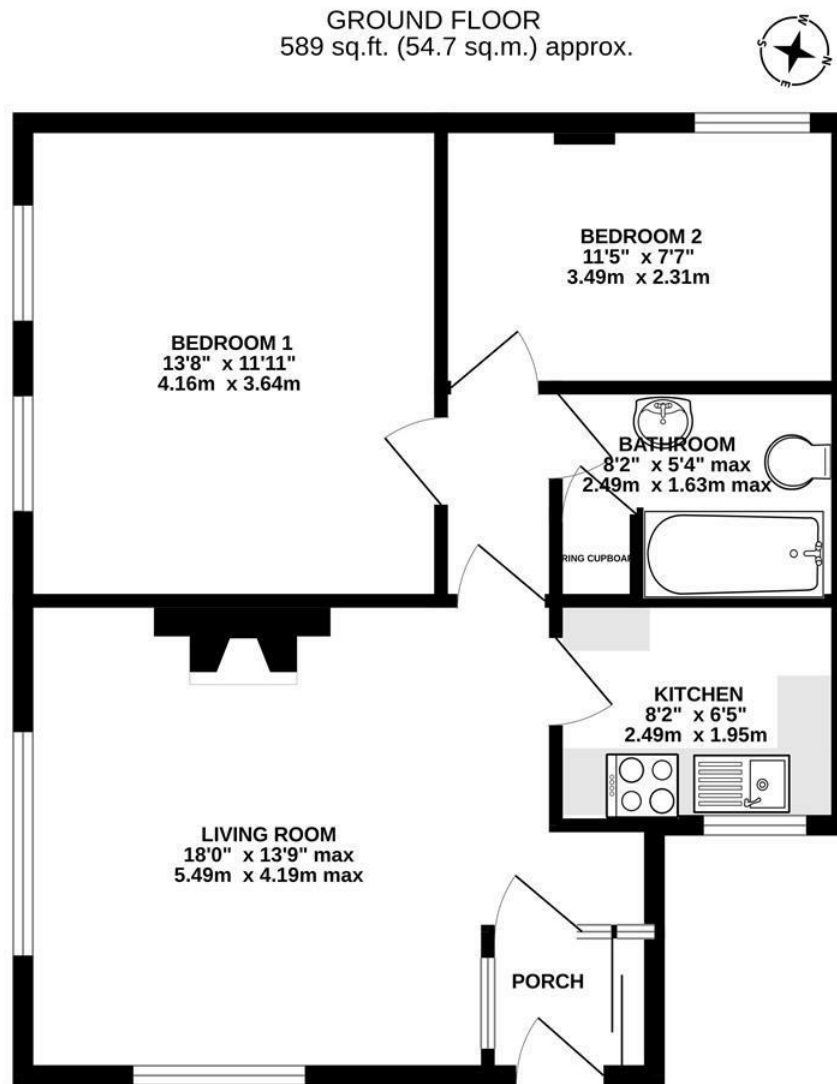 GROUND FLOOR
589 sq.ft. (54.7 sq.m.) approx.
W
S
N
E
BEDROOM 2
11'5" x 7'7"
3.49m x 2.31m
BEDROOM 1
13'8" x 11'11"
4.16m x 3.64m
BATHROOM
8'2" x 5'4" max
2.49m x 1.63m max
RING CUPBOAR
KITCHEN
8'2" x 6'5"
2.49m x 1.95m
LIVING ROOM
18'0" x 13'9" max
5.49m x 4.19m max
PORCH